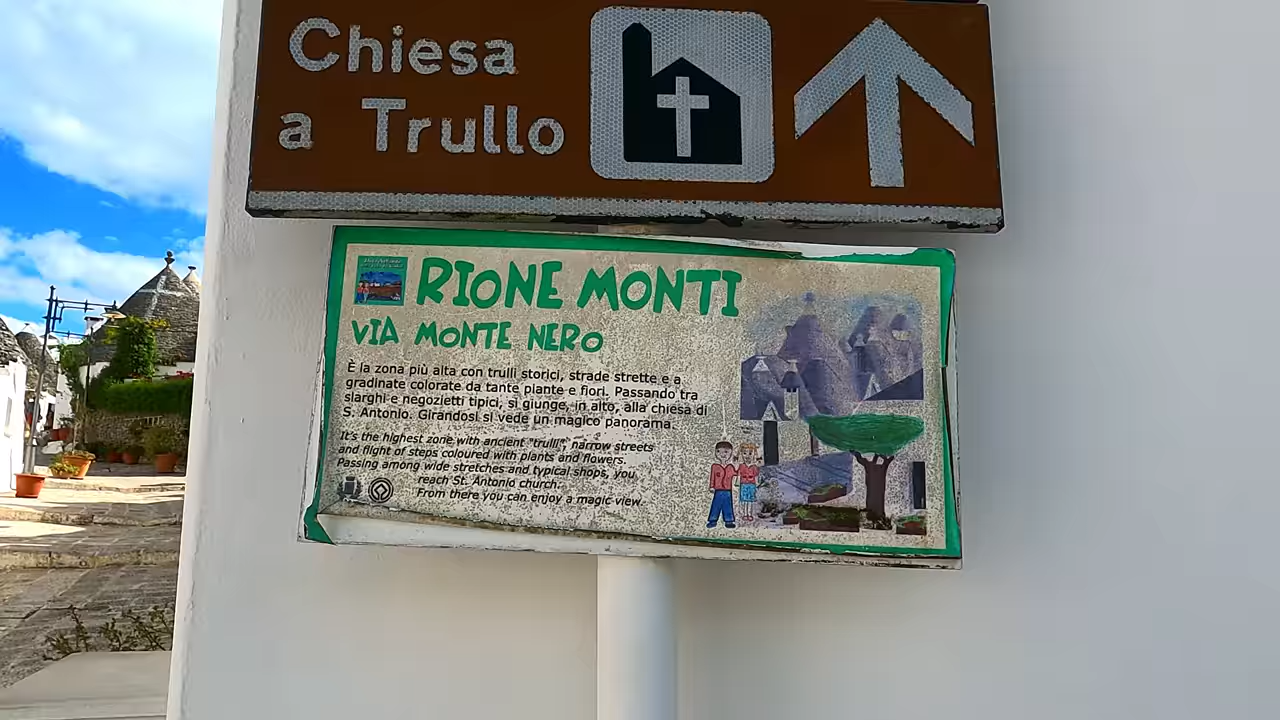 Chiesa
a Trullo
RIONE MONTI
VIA MONTE NERO
È la zona più alta con trulli storici, strade strette e a
gradinate colorate da tante plante e fiori. Passando tra
slarghi e negozietti tipici, si giunge, in alto, alla chiesa di
S. Antonio. Girandosi si vede un magico panorama.
It's the highest zone with ancient "trulli", narrow streets
and flight of steps coloured with plants and flowers.
Passing among wide stretches and typical shops, you
reach St. Antonio church.
From there you can enjoy a magic view.